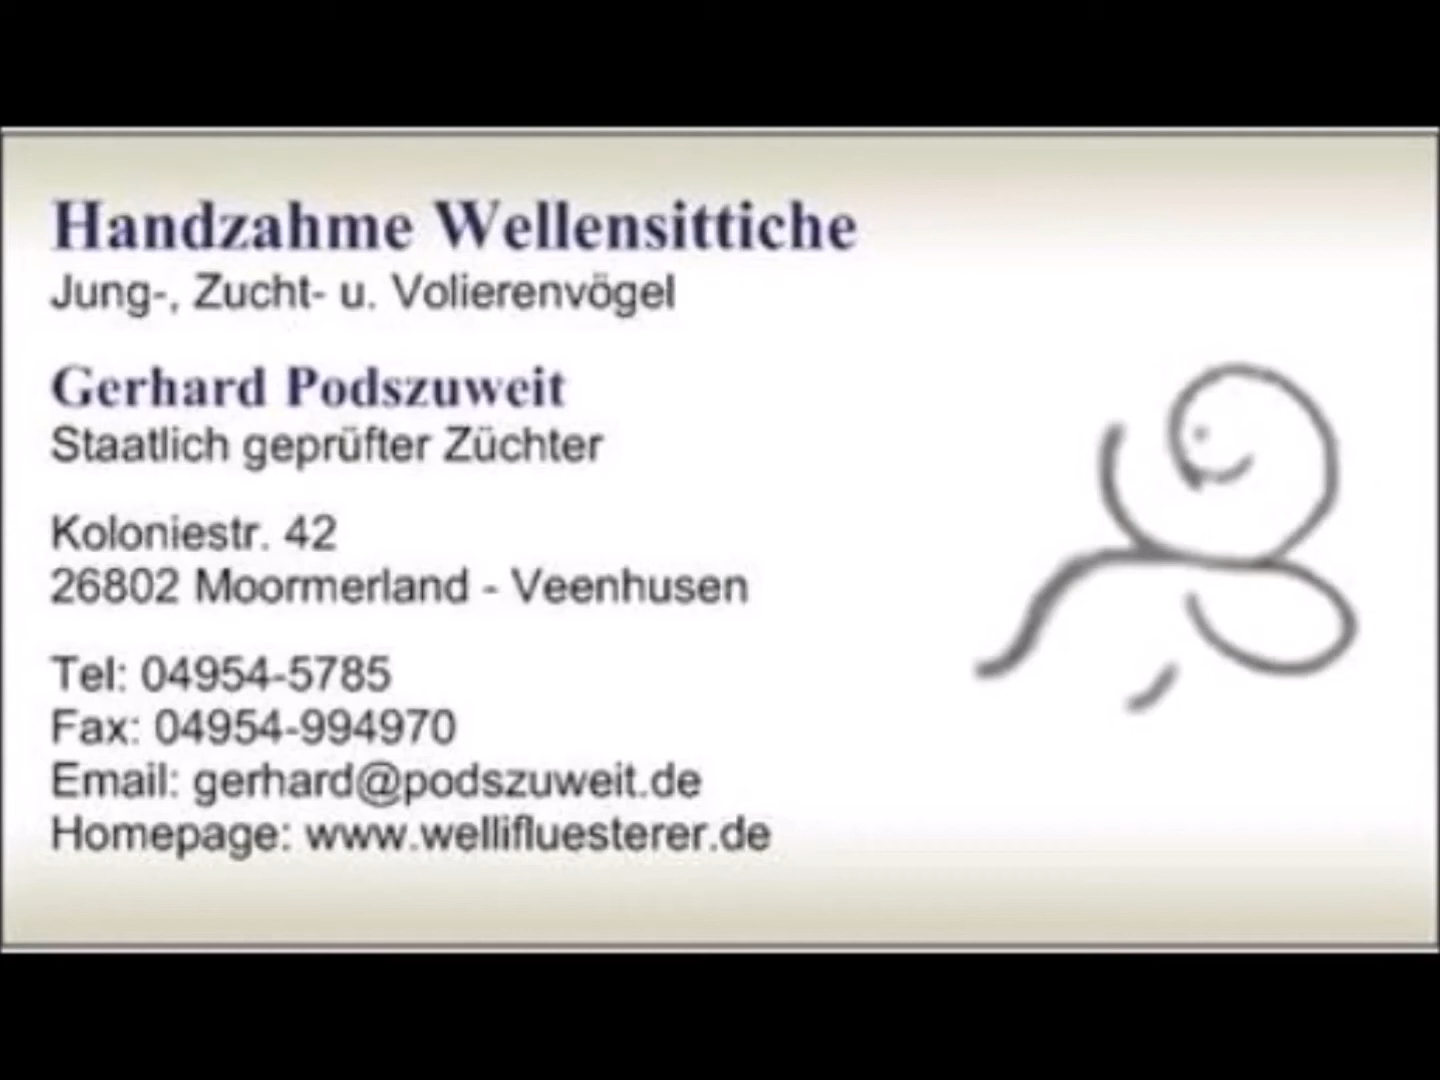 Handzahme Wellensittiche
Jung-, Zucht- u. Volierenvögel
Gerhard Podszuweit
Staatlich geprüfter Züchter
Koloniestr. 42
26802 Moormerland - Veenhusen
Tel: 04954-5785
Fax: 04954-994970
Email: gerhard@podszuweit.de
Homepage: www.wellifluesterer.de